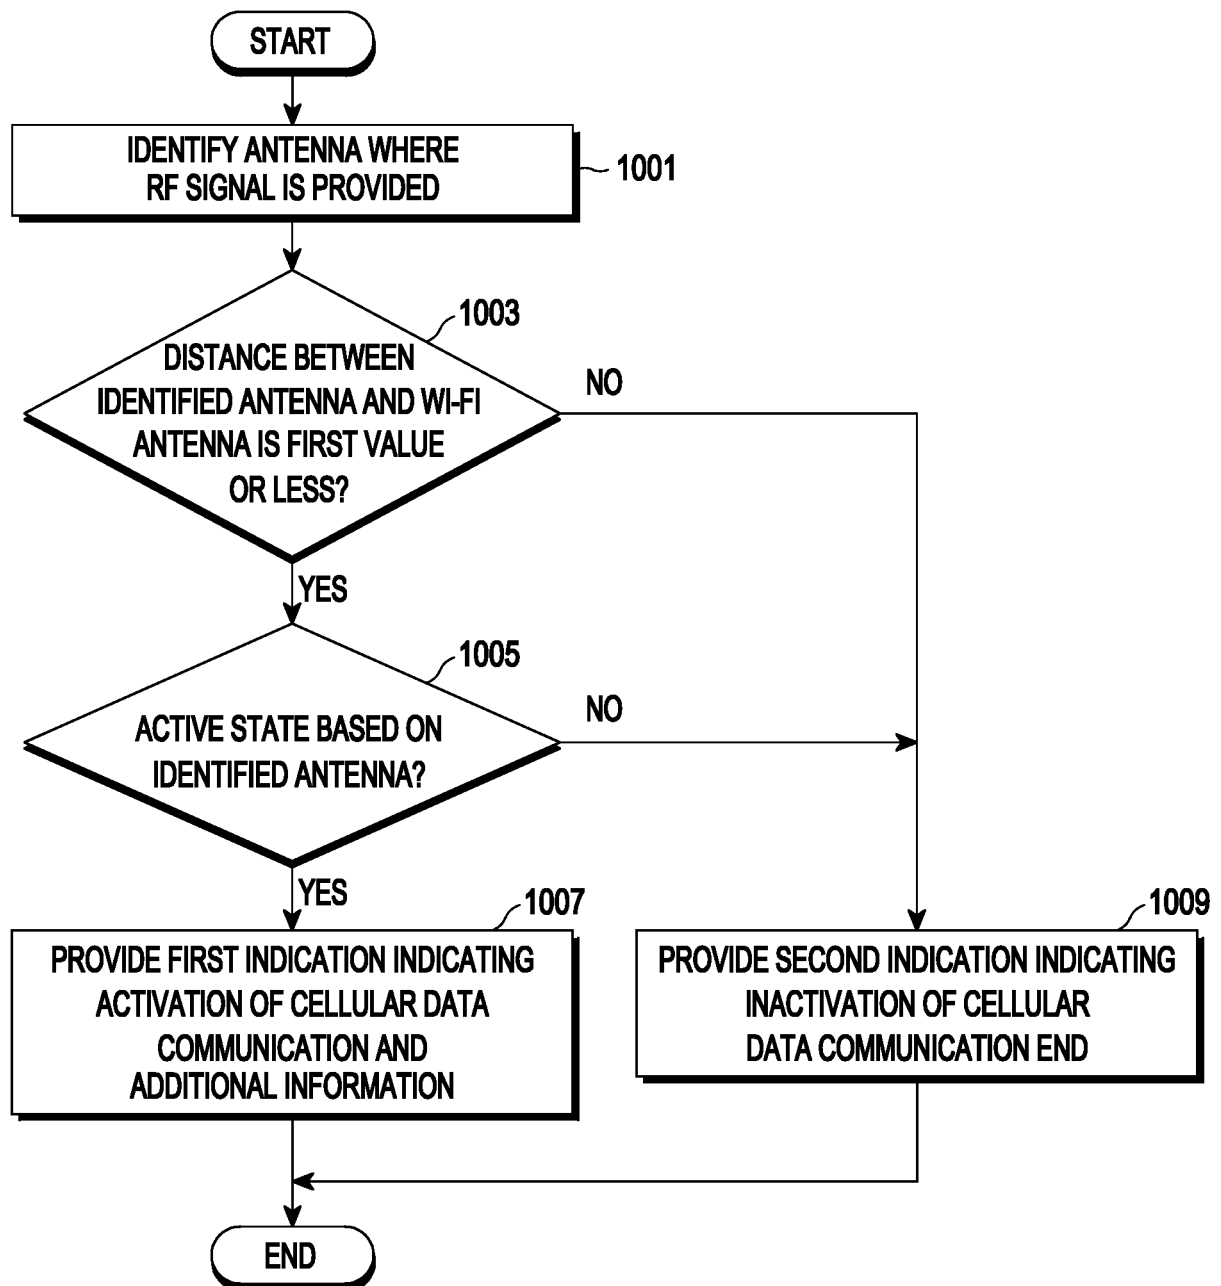 START
IDENTIFY ANTENNA WHERE
RF SIGNAL IS PROVIDED
1001
1003
DISTANCE BETWEEN
IDENTIFIED ANTENNA AND WI-FI
ANTENNA IS FIRST VALUE
OR LESS?
NO
YES
1005
ACTIVE STATE BASED ON
IDENTIFIED ANTENNA?
NO
YES
1007
PROVIDE FIRST INDICATION INDICATING
ACTIVATION OF CELLULAR DATA
COMMUNICATION AND
ADDITIONAL INFORMATION
1009
PROVIDE SECOND INDICATION INDICATING
INACTIVATION OF CELLULAR
DATA COMMUNICATION END
END